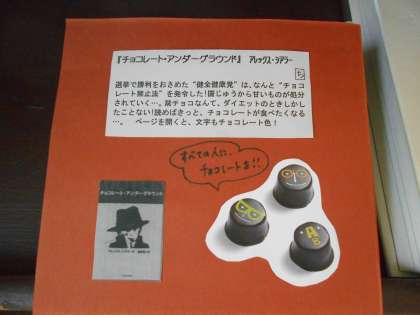 『チョコレート・アンダーグラウンド』 アレックス・シアラー
選挙で勝利をおさめた“健全健康党”は、なんと“チョコ
レート禁止法”を発令した!国じゅうから甘いものが処分
されていく…。脱チョコなんて、ダイエットのときしかし
たことない!読めばきっと、チョコレートが食べたくなる
…。 ページを開くと、文字もチョコレート色！
すべての人に、
チョコレートを!!
チョコレート・アンダーグラウンド